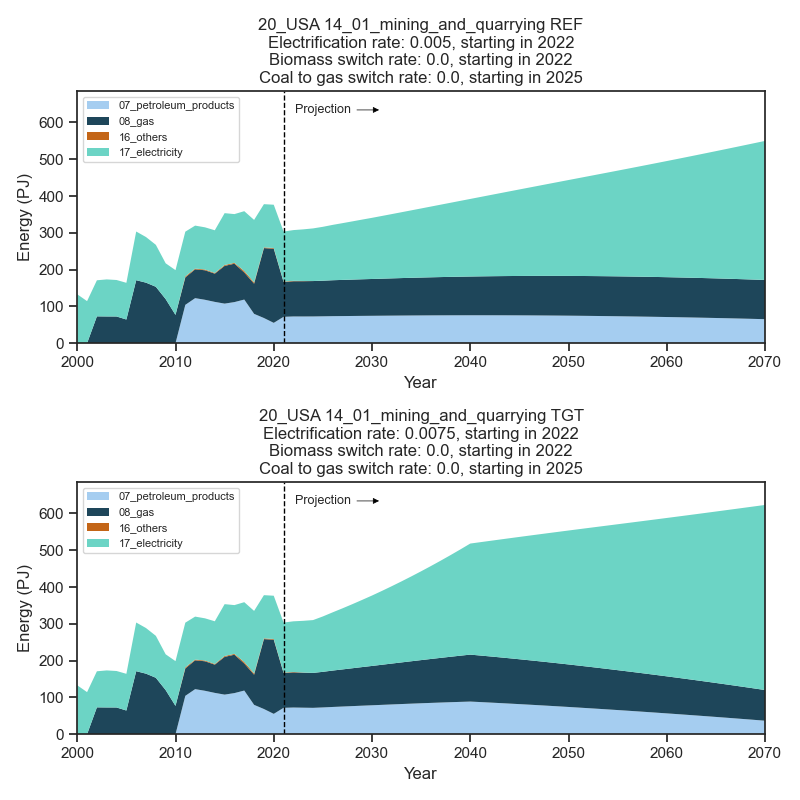 20_USA 14_01_mining_and_quarrying REF
Electrification rate: 0.005, starting in 2022
Biomass switch rate: 0.0, starting in 2022
Coal to gas switch rate: 0.0, starting in 2025
07_petroleum_products
08_gas
16_others
17_electricity
Projection
600
500
400
300
200
100
0
Energy (PJ)
2000 2010 2020 2030 2040 2050 2060 2070
Year
20_USA 14_01_mining_and_quarrying TGT
Electrification rate: 0.0075, starting in 2022
Biomass switch rate: 0.0, starting in 2022
Coal to gas switch rate: 0.0, starting in 2025
07_petroleum_products
08_gas
16_others
17_electricity
Projection
600
500
400
300
200
100
0
Energy (PJ)
2000 2010 2020 2030 2040 2050 2060 2070
Year